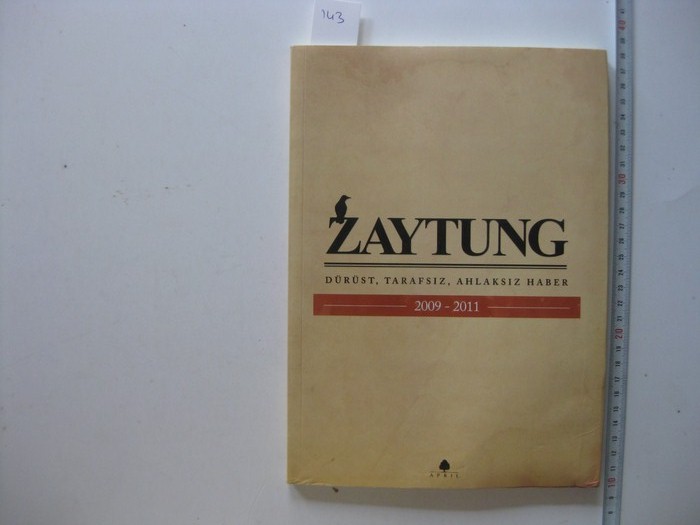 143
ZAYTUNG
DÜRÜST, TARAFSIZ, AHLAKSIZ HABER
2009 - 2011
APRIL